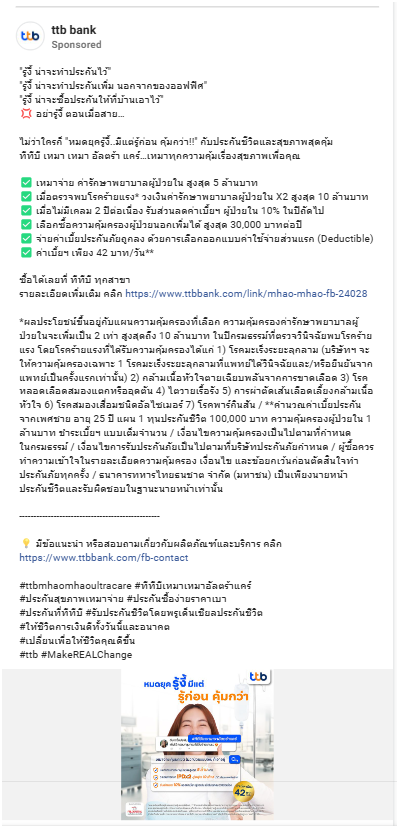 ttb
ttb bank
Sponsored
"รู้งี้ น่าจะทำประกันไว้"
"รู้งี้ น่าจะทำประกันเพิ่ม นอกจากของออฟฟิศ"
"รู้งี้ น่าจะซื้อประกันให้ที่บ้านเอาไว้"
💢 อย่ารู้งี้ ตอนเมื่อสาย...
ไม่ว่าใครก็ "หมดยุครู้งี้..มีแต่รู้ก่อน คุ้มกว่า!!" กับประกันชีวิตและสุขภาพสุดคุ้ม
ทีทีบี เหมา เหมา อัลตร้า แคร์...เหมาทุกความคุ้มเรื่องสุขภาพเพื่อคุณ
✅ เหมาจ่าย ค่ารักษาพยาบาลผู้ป่วยใน สูงสุด 5 ล้านบาท
✅ เมื่อตรวจพบโรคร้ายแรง* วงเงินค่ารักษาพยาบาลผู้ป่วยใน X2 สูงสุด 10 ล้านบาท
✅ เมื่อไม่มีเคลม 2 ปีต่อเนื่อง รับส่วนลดค่าเบี้ยฯ ผู้ป่วยใน 10% ในปีถัดไป
✅ เลือกซื้อความคุ้มครองผู้ป่วยนอกเพิ่มได้ สูงสุด 30,000 บาทต่อปี
✅ จ่ายค่าเบี้ยประกันภัยถูกลง ด้วยการเลือกออกแบบค่าใช้จ่ายส่วนแรก (Deductible)
✅ ค่าเบี้ยฯ เพียง 42 บาท/วัน**
ซื้อได้เลยที่ ทีทีบี ทุกสาขา
รายละเอียดเพิ่มเติม คลิก https://www.ttbbank.com/link/mhao-mhao-fb-24028
*ผลประโยชน์ขึ้นอยู่กับแผนความคุ้มครองที่เลือก ความคุ้มครองค่ารักษาพยาบาลผู้
ป่วยในจะเพิ่มเป็น 2 เท่า สูงสุดถึง 10 ล้านบาท ในปีกรมธรรม์ที่ตรวจวินิจฉัยพบโรคร้าย
แรง โดยโรคร้ายแรงที่ได้รับความคุ้มครองได้แก่ 1) โรคมะเร็งระยะลุกลาม (บริษัทฯ จะ
ให้ความคุ้มครองเฉพาะ 1 โรคมะเร็งระยะลุกลามที่แพทย์ได้วินิจฉัยและ/หรือยืนยันจาก
แพทย์เป็นครั้งแรกเท่านั้น) 2) กล้ามเนื้อหัวใจตายเฉียบพลันจากการขาดเลือด 3) โรค
หลอดเลือดสมองแตกหรืออุดตัน 4) ไตวายเรื้อรัง 5) การผ่าตัดเส้นเลือดเลี้ยงกล้ามเนื้อ
หัวใจ 6) โรคสมองเสื่อมชนิดอัลไซเมอร์ 7) โรคพาร์กินสัน / **คำนวณค่าเบี้ยประกัน
จากเพศชาย อายุ 25 ปี แผน 1 ทุนประกันชีวิต 100,000 บาท ความคุ้มครองผู้ป่วยใน 1
ล้านบาท ชำระเบี้ยฯ แบบเต็มจำนวน / เงื่อนไขความคุ้มครองเป็นไปตามที่กำหนด
ในกรมธรรม์ / เงื่อนไขการรับประกันภัยเป็นไปตามที่บริษัทประกันภัยกำหนด / ผู้ซื้อควร
ทำความเข้าใจในรายละเอียดความคุ้มครอง เงื่อนไข และข้อยกเว้นก่อนตัดสินใจทำ
ประกันภัยทุกครั้ง / ธนาคารทหารไทยธนชาต จำกัด (มหาชน) เป็นเพียงนายหน้า
ประกันชีวิตและรับผิดชอบในฐานะนายหน้าเท่านั้น
--------------------------------------------------
💡 มีข้อแนะนำ หรือสอบถามเกี่ยวกับผลิตภัณฑ์และบริการ คลิก
https://www.ttbbank.com/fb-contact
#ttbmhaomhaoultracare #ทีทีบีเหมาเหมาอัลตร้าแคร์
#ประกันสุขภาพเหมาจ่าย #ประกันซื้อง่ายราคาเบา
#ประกันที่ทีทีบี #รับประกันชีวิตโดยพรูเด็นเชียลประกันชีวิต
#ให้ชีวิตการเงินดีทั้งวันนี้และอนาคต
#เปลี่ยนเพื่อให้ชีวิตคุณดีขึ้น
#ttb #MakeREALChange
ttb
หมดยุค รู้งี้ มีแต่
รู้ก่อน คุ้มกว่า
42